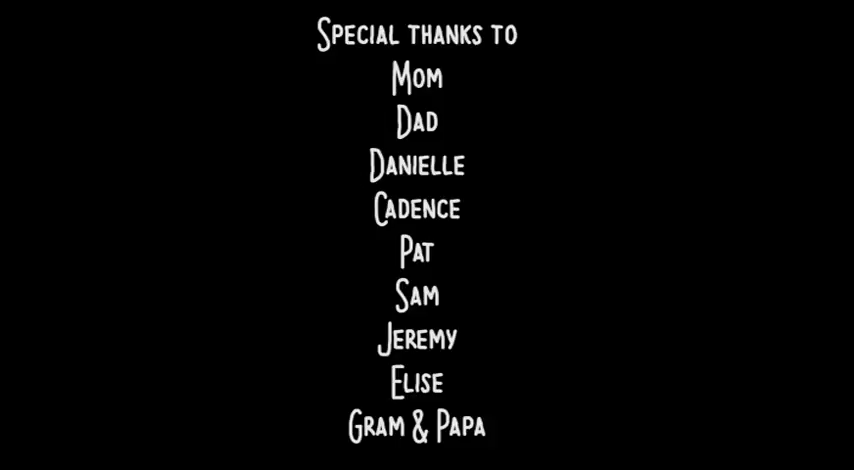 Special thanks to
Mom
Dad
Danielle
Cadence
Pat
Sam
Jeremy
Elise
Gram & Papa